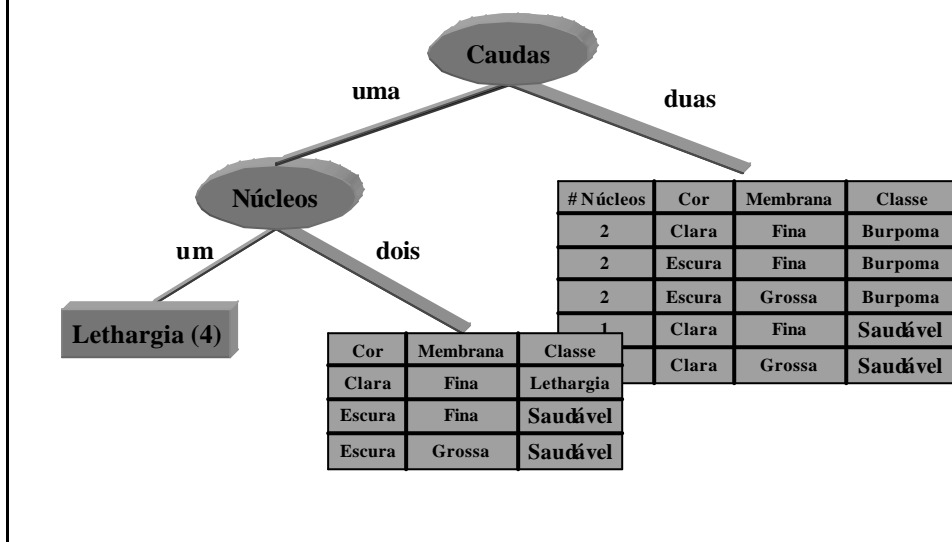 Caudas
uma
duas
Núcleos
um
dois
Lethargia (4)
# Núcleos Cor Membrana Classe
2 Clara Fina Burpoma
2 Escura Fina Burpoma
2 Escura Grossa Burpoma
1 Clara Fina Saudável
Clara Grossa Saudável
Cor Membrana Classe
Clara Fina Lethargia
Escura Fina Saudável
Escura Grossa Saudável